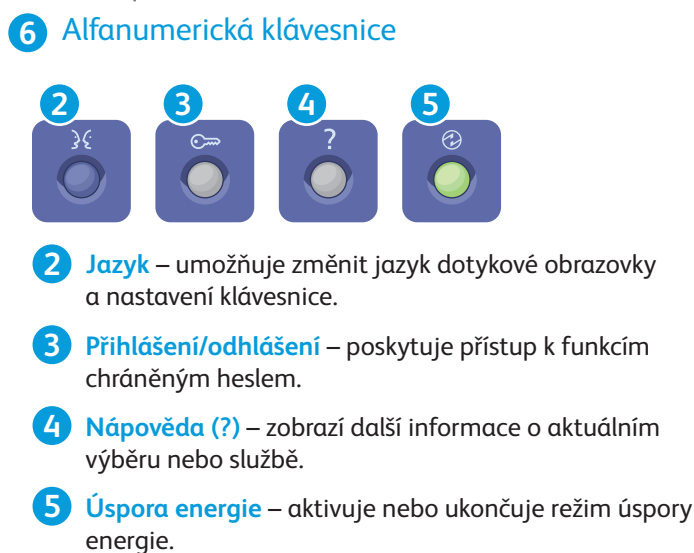 6 Alfanumerická klávesnice
2 3 4 5
?
2 Jazyk – umožňuje změnit jazyk dotykové obrazovky
a nastavení klávesnice.
3 Přihlášení/odhlášení – poskytuje přístup k funkcím
chráněným heslem.
4 Nápověda (?) – zobrazí další informace o aktuálním
výběru nebo službě.
5 Úspora energie – aktivuje nebo ukončuje režim úspory
energie.